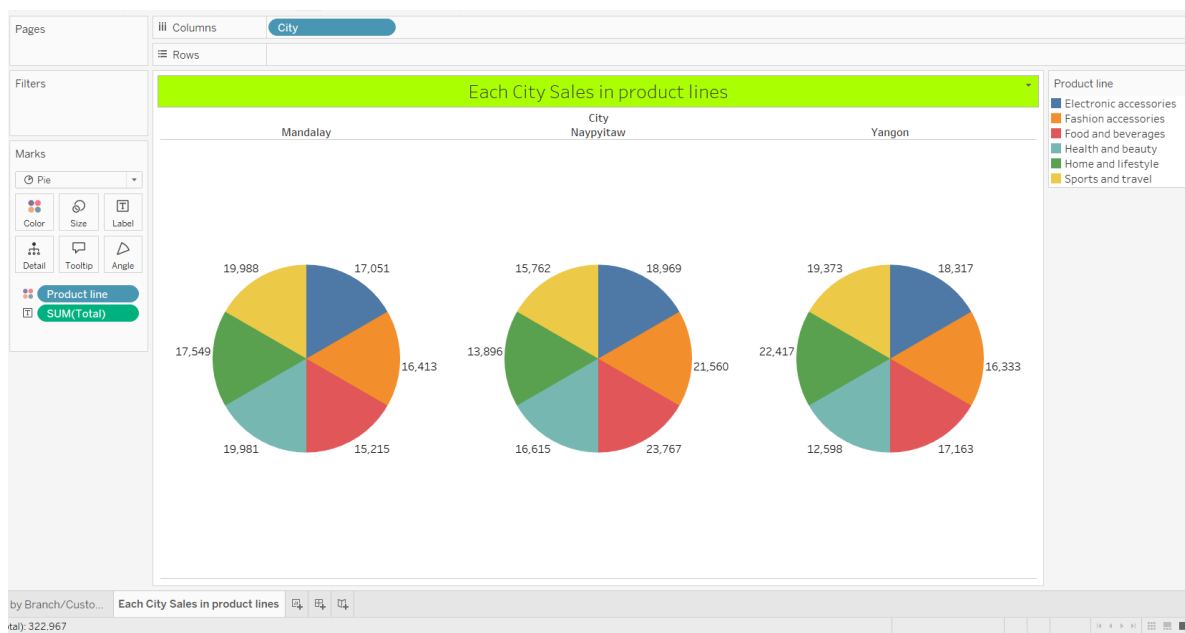 Pages
Columns
City
Rows
Filters
Each City Sales in product lines
Product line
Electronic accessories
Fashion accessories
Food and beverages
Health and beauty
Home and lifestyle
Sports and travel
City
Mandalay Naypyitaw Yangon
Marks
Pie
Color Size Label
Detail Tooltip Angle
Product line
SUM(Total)
19,988 17,051 15,762 18,969 19,373 18,317
17,549 16,413 13,896 21,560 22,417 16,333
19,981 15,215 16,615 23,767 12,598 17,163
by Branch/Custo... Each City Sales in product lines
tal): 322,967